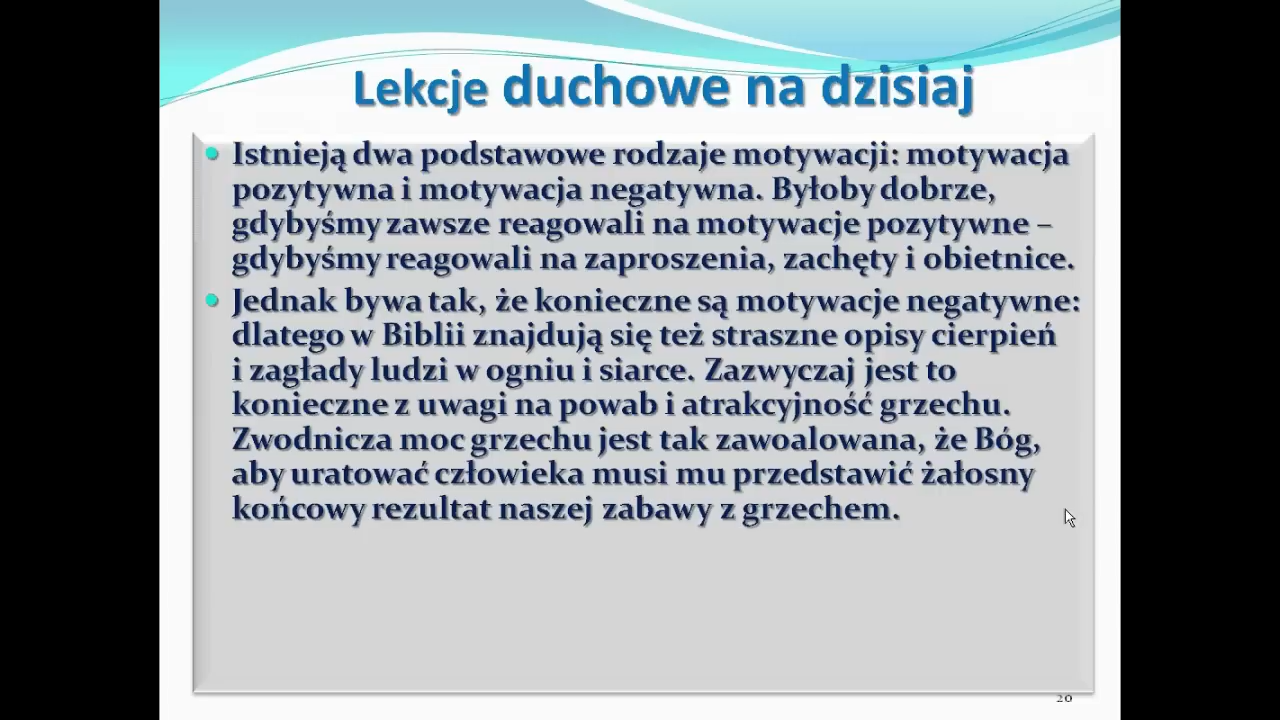 Lekcje duchowe na dzisiaj
• Istnieją dwa podstawowe rodzaje motywacji: motywacja
pozytywna i motywacja negatywna. Byłoby dobrze,
gdybyśmy zawsze reagowali na motywacje pozytywne –
gdybyśmy reagowali na zaproszenia, zachęty i obietnice.
• Jednak bywa tak, że konieczne są motywacje negatywne:
dlatego w Biblii znajdują się też straszne opisy cierpień
i zagłady ludzi w ogniu i siarce. Zazwyczaj jest to
konieczne z uwagi na powab i atrakcyjność grzechu.
Zwodnicza moc grzechu jest tak zawoalowana, że Bóg,
aby uratować człowieka musi mu przedstawić żałosny
końcowy rezultat naszej zabawy z grzechem.
20